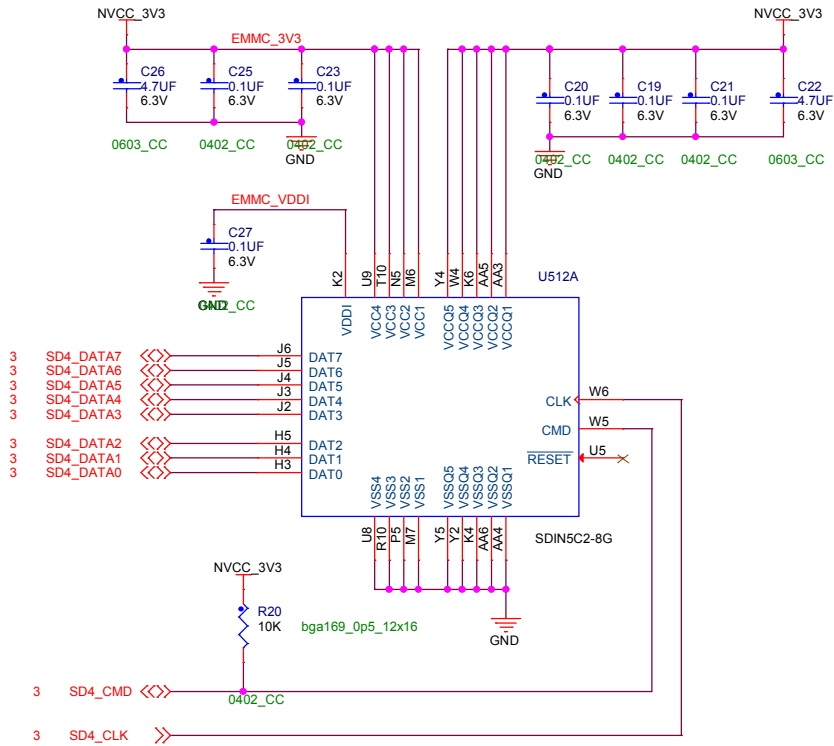 NVCC_3V3
NVCC_3V3
EMMC_3V3
C26
4.7UF
6.3V
C25
0.1UF
6.3V
C23
0.1UF
6.3V
C20
0.1UF
6.3V
C19
0.1UF
6.3V
C21
0.1UF
6.3V
C22
4.7UF
6.3V
0603_CC
0402_CC
0402_CC
GND
0402_CC
0402_CC
0402_CC
0603_CC
GND
EMMC_VDDI
C27
0.1UF
6.3V
0402_CC
GND
K2
U9
T10
N5
M6
Y4
W4
K6
AA5
AA3
U512A
VDDI
VCC4
VCC3
VCC2
VCC1
VCCQ5
VCCQ4
VCCQ3
VCCQ2
VCCQ1
3 SD4_DATA7 J6 DAT7
3 SD4_DATA6 J5 DAT6
3 SD4_DATA5 J4 DAT5
3 SD4_DATA4 J3 DAT4
3 SD4_DATA3 J2 DAT3
3 SD4_DATA2 H5 DAT2
3 SD4_DATA1 H4 DAT1
3 SD4_DATA0 H3 DAT0
CLK W6
CMD W5
RESET U5
VSS4
VSS3
VSS2
VSS1
VSSQ5
VSSQ4
VSSQ3
VSSQ2
VSSQ1
U8
R10
P5
M7
Y5
Y2
K4
AA6
AA4
SDIN5C2-8G
NVCC_3V3
R20
10K
bga169_0p5_12x16
GND
3 SD4_CMD
0402_CC
3 SD4_CLK